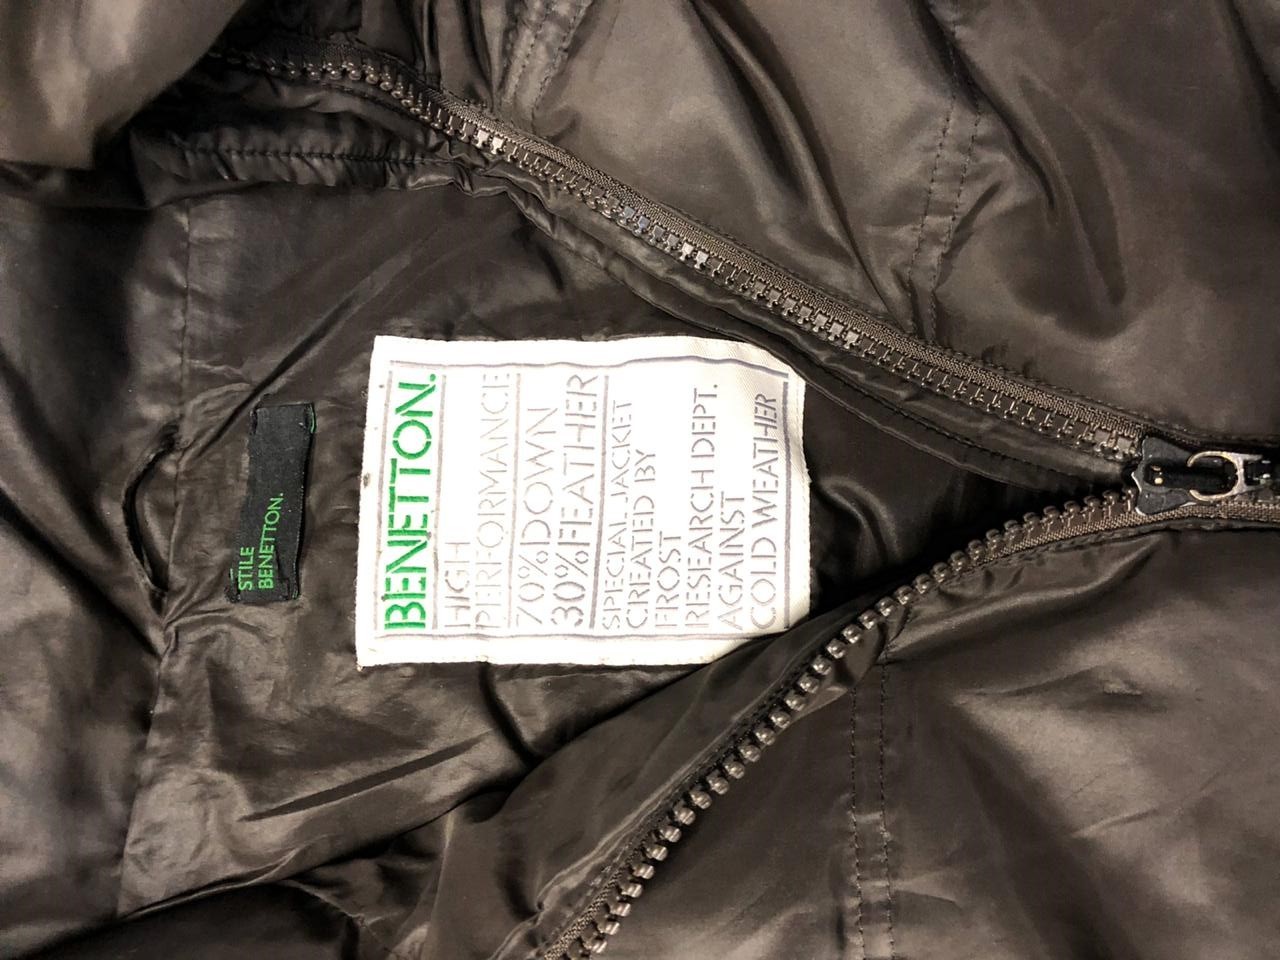 BENETTON.
HIGH
PERFORMANCE
70%DOWN
30%FEATHER
SPECIAL JACKET
CREATED BY
FROST
RESEARCH DEPT.
AGAINST
COLD WEATHER
STILE
BENETTON.